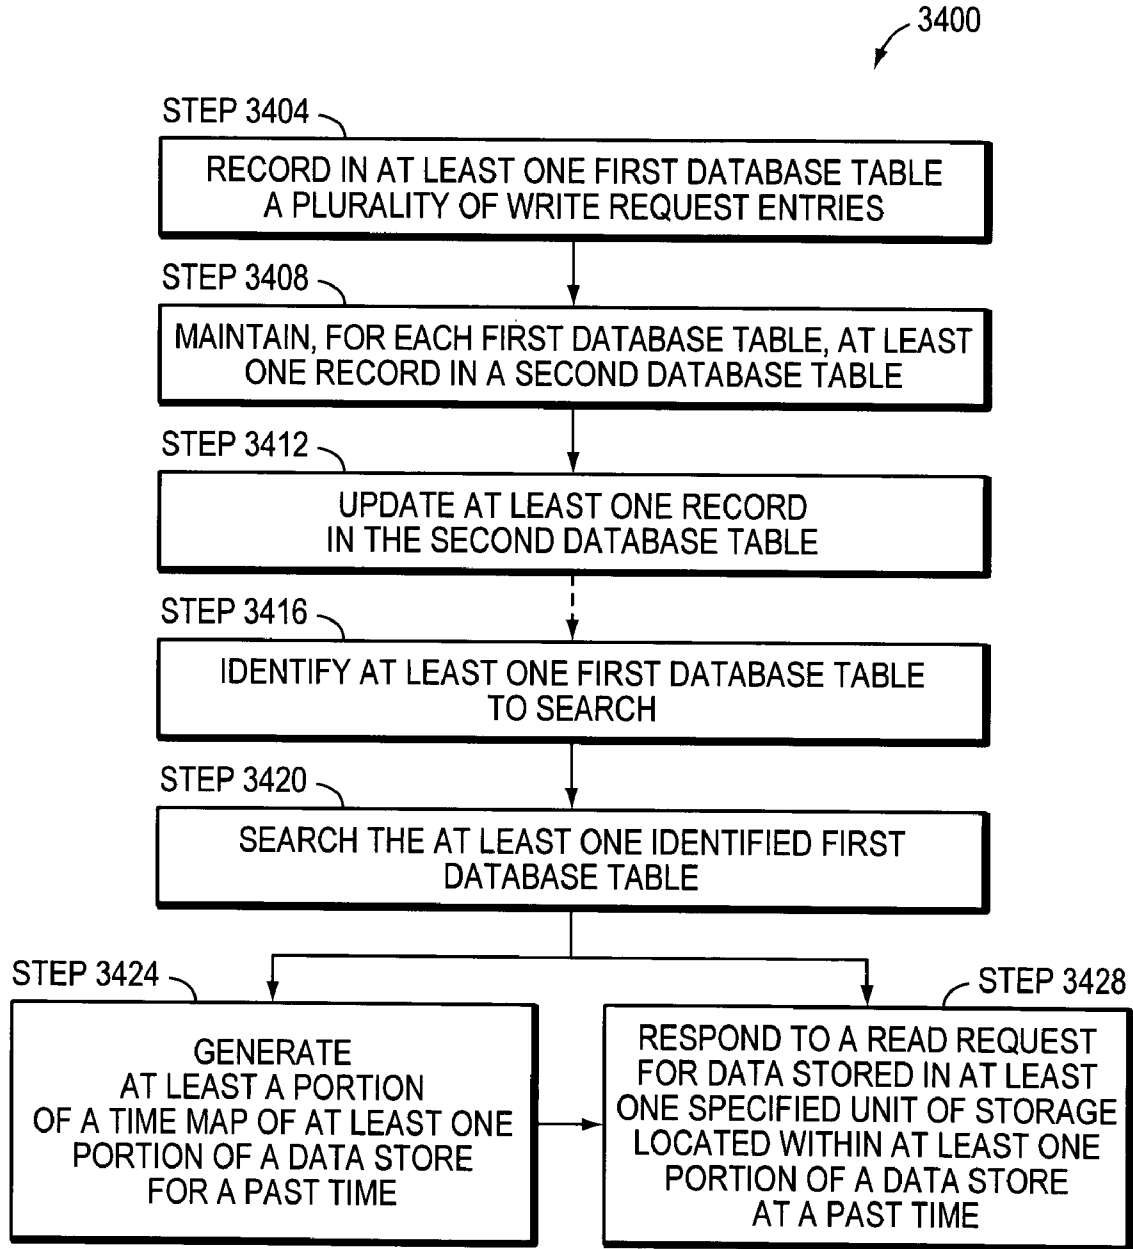 3400
STEP 3404
RECORD IN AT LEAST ONE FIRST DATABASE TABLE
A PLURALITY OF WRITE REQUEST ENTRIES
STEP 3408
MAINTAIN, FOR EACH FIRST DATABASE TABLE, AT LEAST
ONE RECORD IN A SECOND DATABASE TABLE
STEP 3412
UPDATE AT LEAST ONE RECORD
IN THE SECOND DATABASE TABLE
STEP 3416
IDENTIFY AT LEAST ONE FIRST DATABASE TABLE
TO SEARCH
STEP 3420
SEARCH THE AT LEAST ONE IDENTIFIED FIRST
DATABASE TABLE
STEP 3424
GENERATE
AT LEAST A PORTION
OF A TIME MAP OF AT LEAST ONE
PORTION OF A DATA STORE
FOR A PAST TIME
STEP 3428
RESPOND TO A READ REQUEST
FOR DATA STORED IN AT LEAST
ONE SPECIFIED UNIT OF STORAGE
LOCATED WITHIN AT LEAST ONE
PORTION OF A DATA STORE
AT A PAST TIME